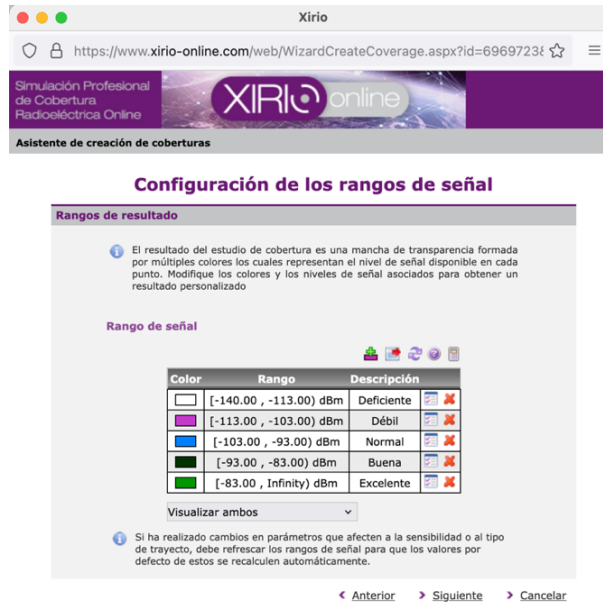 Xirio
https://www.xirio-online.com/web/WizardCreateCoverage.aspx?id=6969723
Simulación Profesional
de Cobertura
Radioeléctrica Online
XIRIO online
Asistente de creación de coberturas
Configuración de los rangos de señal
Rangos de resultado
El resultado del estudio de cobertura es una mancha de transparencia formada
por múltiples colores los cuales representan el nivel de señal disponible en cada
punto. Modifique los colores y los niveles de señal asociados para obtener un
resultado personalizado
Rango de señal
Color Rango Descripción
[-140.00 , -113.00) dBm Deficiente
[-113.00 , -103.00) dBm Débil
[-103.00 , -93.00) dBm Normal
[-93.00 , -83.00) dBm Buena
[-83.00 , Infinity) dBm Excelente
Visualizar ambos
Si ha realizado cambios en parámetros que afecten a la sensibilidad o al tipo
de trayecto, debe refrescar los rangos de señal para que los valores por
defecto de estos se recalculen automáticamente.
Anterior Siguiente Cancelar